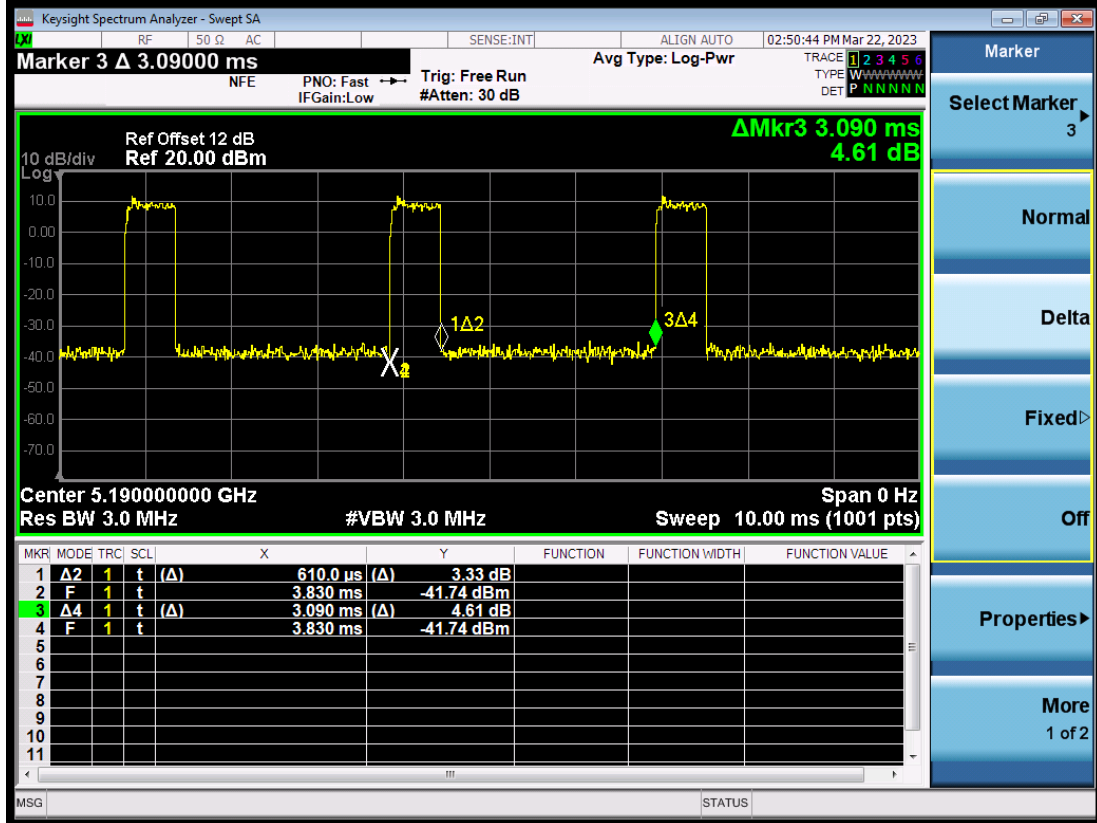 Keysight Spectrum Analyzer - Swept SA
LXI RF 50 Ω AC SENSE:INT ALIGN AUTO 02:50:44 PM Mar 22, 2023
Marker 3 Δ 3.09000 ms
NFE
PNO: Fast
IFGain:Low
Trig: Free Run
#Atten: 30 dB
Avg Type: Log-Pwr
TRACE 1 2 3 4 5 6
TYPE WWWWWW
DET P N N N N N
ΔMkr3 3.090 ms
4.61 dB
Ref Offset 12 dB
10 dB/div Ref 20.00 dBm
Log
10.0
0.00
-10.0
-20.0
-30.0
-40.0
-50.0
-60.0
-70.0
1Δ2
3Δ4
Center 5.190000000 GHz Span 0 Hz
Res BW 3.0 MHz #VBW 3.0 MHz Sweep 10.00 ms (1001 pts)
MKR MODE TRC SCL X Y FUNCTION FUNCTION WIDTH FUNCTION VALUE
1 Δ2 1 t (Δ) 610.0 µs (Δ) 3.33 dB
2 F 1 t 3.830 ms -41.74 dBm
3 Δ4 1 t (Δ) 3.090 ms (Δ) 4.61 dB
4 F 1 t 3.830 ms -41.74 dBm
5
6
7
8
9
10
11
MSG STATUS
Marker
Select Marker
3
Normal
Delta
Fixed
Off
Properties
More
1 of 2